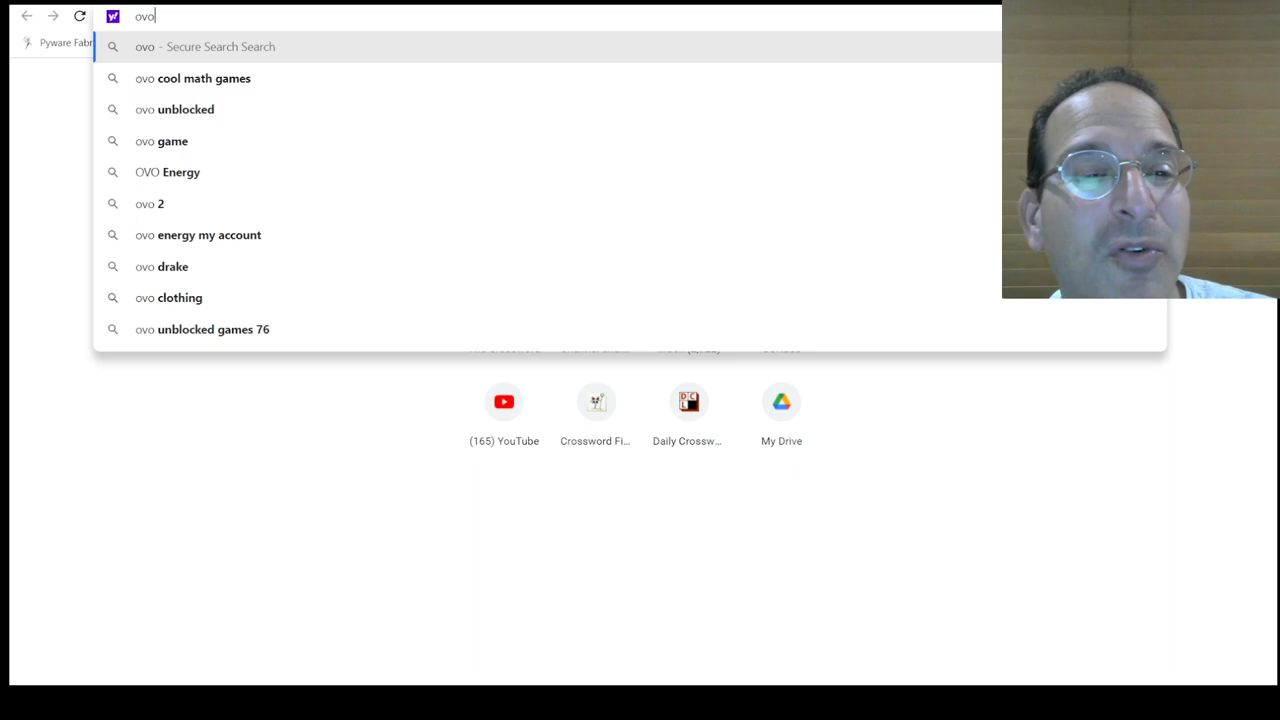 y!
ovo
Pyware Fabr
ovo - Secure Search Search
ovo cool math games
ovo unblocked
ovo game
OVO Energy
ovo 2
ovo energy my account
ovo drake
ovo clothing
ovo unblocked games 76
(165) YouTube
Crossword Fi...
Daily Crossw...
My Drive